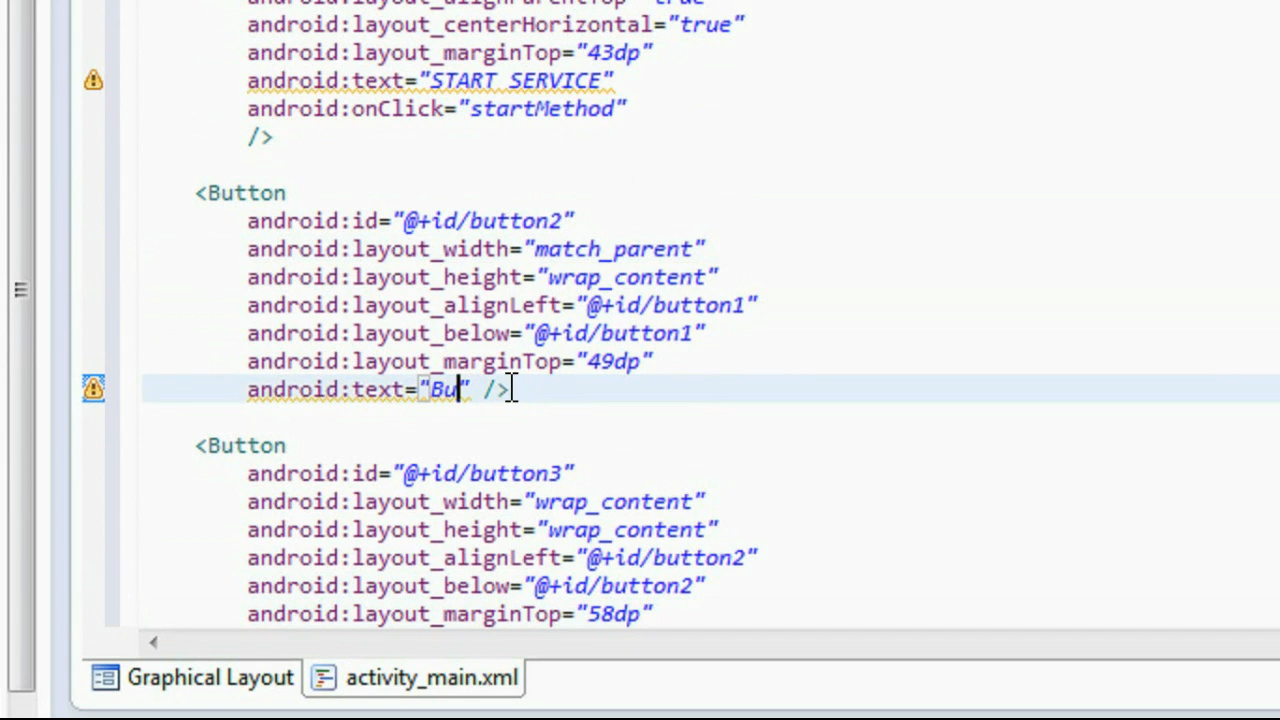 android:layout_alignParentTop="true"
android:layout_centerHorizontal="true"
android:layout_marginTop="43dp"
android:text="START SERVICE"
android:onClick="startMethod"
/>
<Button
android:id="@+id/button2"
android:layout_width="match_parent"
android:layout_height="wrap_content"
android:layout_alignLeft="@+id/button1"
android:layout_below="@+id/button1"
android:layout_marginTop="49dp"
android:text="Bu" />
<Button
android:id="@+id/button3"
android:layout_width="wrap_content"
android:layout_height="wrap_content"
android:layout_alignLeft="@+id/button2"
android:layout_below="@+id/button2"
android:layout_marginTop="58dp"
Graphical Layout activity_main.xml